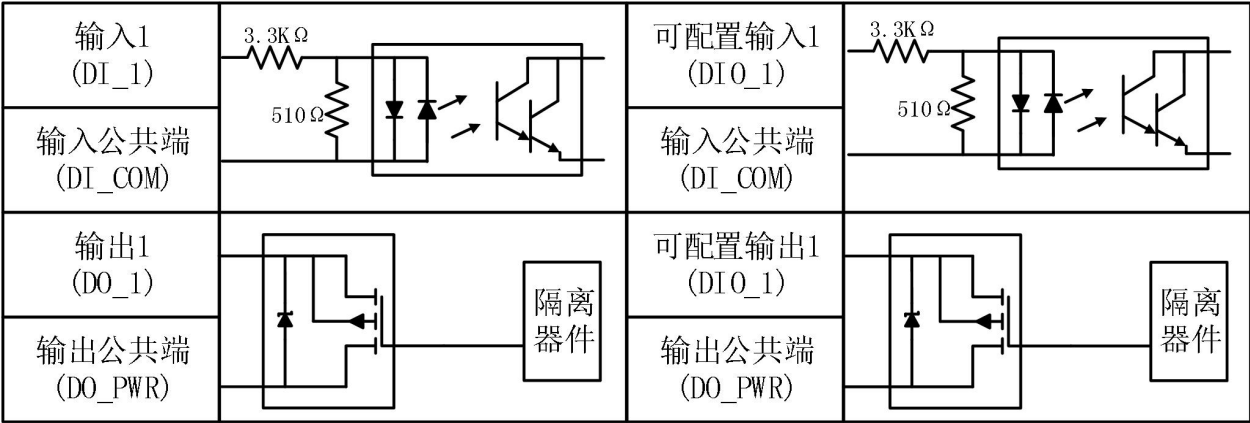 输入1
(DI_1)
3.3KΩ
510Ω
可配置输入1
(DIO_1)
3.3KΩ
510Ω
输入公共端
(DI_COM)
输入公共端
(DI_COM)
输出1
(DO_1)
隔离
器件
可配置输出1
(DIO_1)
隔离
器件
输出公共端
(DO_PWR)
输出公共端
(DO_PWR)